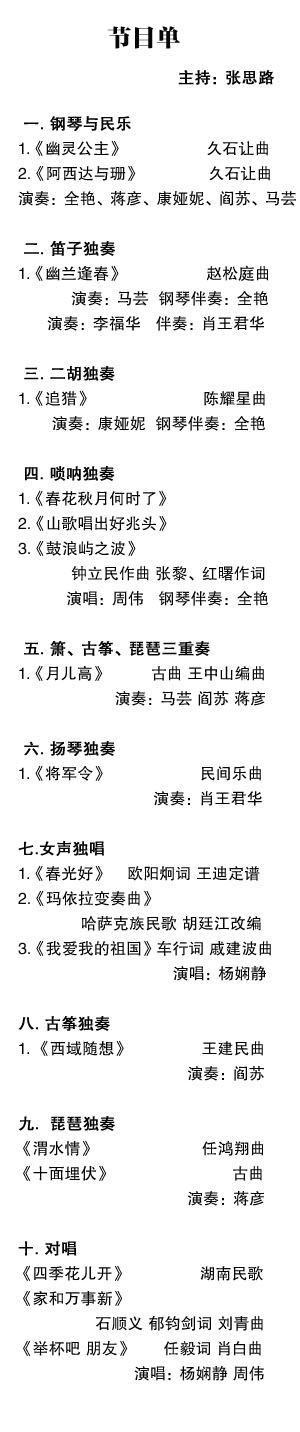 节目单
主持：张思路
一. 钢琴与民乐
1.《幽灵公主》 久石让曲
2.《阿西达与珊》 久石让曲
演奏：全艳、蒋彦、康娅妮、阎苏、马芸
二. 笛子独奏
1.《幽兰逢春》 赵松庭曲
演奏：马芸 钢琴伴奏：全艳
演奏：李福华 伴奏：肖王君华
三. 二胡独奏
1.《追猎》 陈耀星曲
演奏：康娅妮 钢琴伴奏：全艳
四. 唢呐独奏
1.《春花秋月何时了》
2.《山歌唱出好兆头》
3.《鼓浪屿之波》
钟立民作曲 张黎、红曙作词
演唱：周伟 钢琴伴奏：全艳
五. 箫、古筝、琵琶三重奏
1.《月儿高》 古曲 王中山编曲
演奏：马芸 阎苏 蒋彦
六. 扬琴独奏
1.《将军令》 民间乐曲
演奏：肖王君华
七.女声独唱
1.《春光好》 欧阳炯词 王迪定谱
2.《玛依拉变奏曲》
哈萨克族民歌 胡廷江改编
3.《我爱我的祖国》车行词 戚建波曲
演唱：杨娴静
八. 古筝独奏
1. 《西域随想》 王建民曲
演奏：阎苏
九. 琵琶独奏
《渭水情》 任鸿翔曲
《十面埋伏》 古曲
演奏：蒋彦
十. 对唱
《四季花儿开》 湖南民歌
《家和万事新》
石顺义 郁钧剑词 刘青曲
《举杯吧 朋友》 任毅词 肖白曲
演唱：杨娴静 周伟